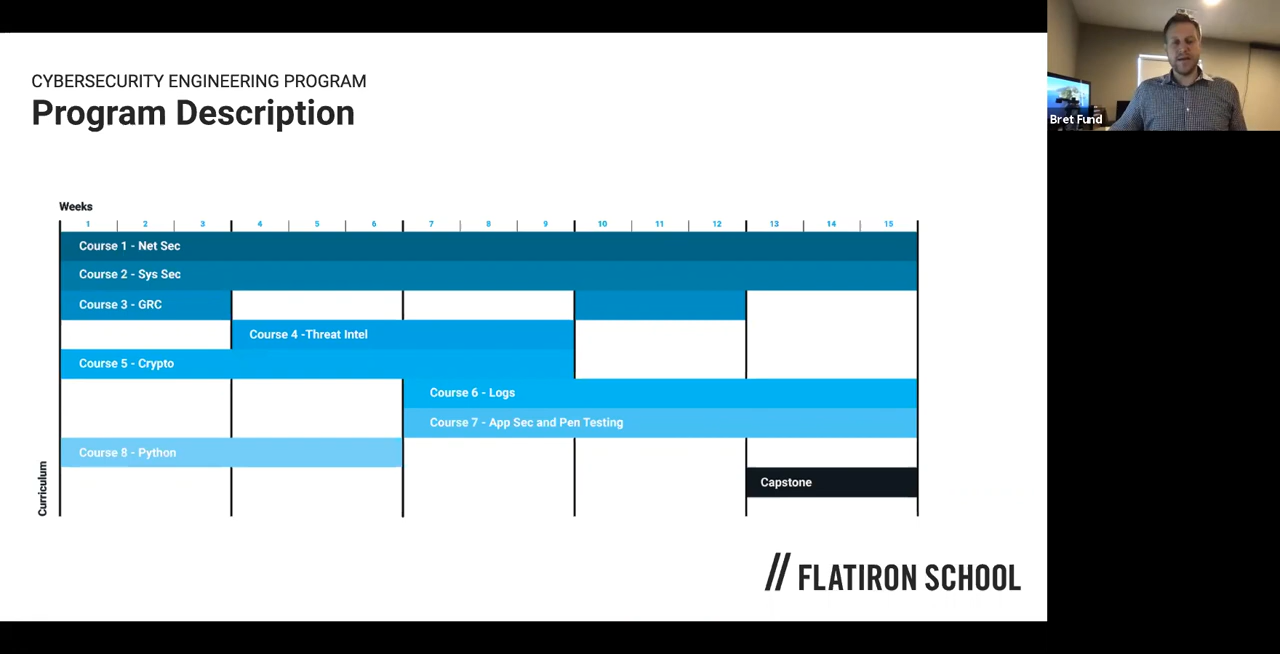 CYBERSECURITY ENGINEERING PROGRAM
Program Description
Weeks
1 2 3 4 5 6 7 8 9 10 11 12 13 14 15
Course 1 - Net Sec
Course 2 - Sys Sec
Course 3 - GRC
Course 4 -Threat Intel
Course 5 - Crypto
Course 6 - Logs
Course 7 - App Sec and Pen Testing
Course 8 - Python
Capstone
Curriculum
// FLATIRON SCHOOL
Bret Fund